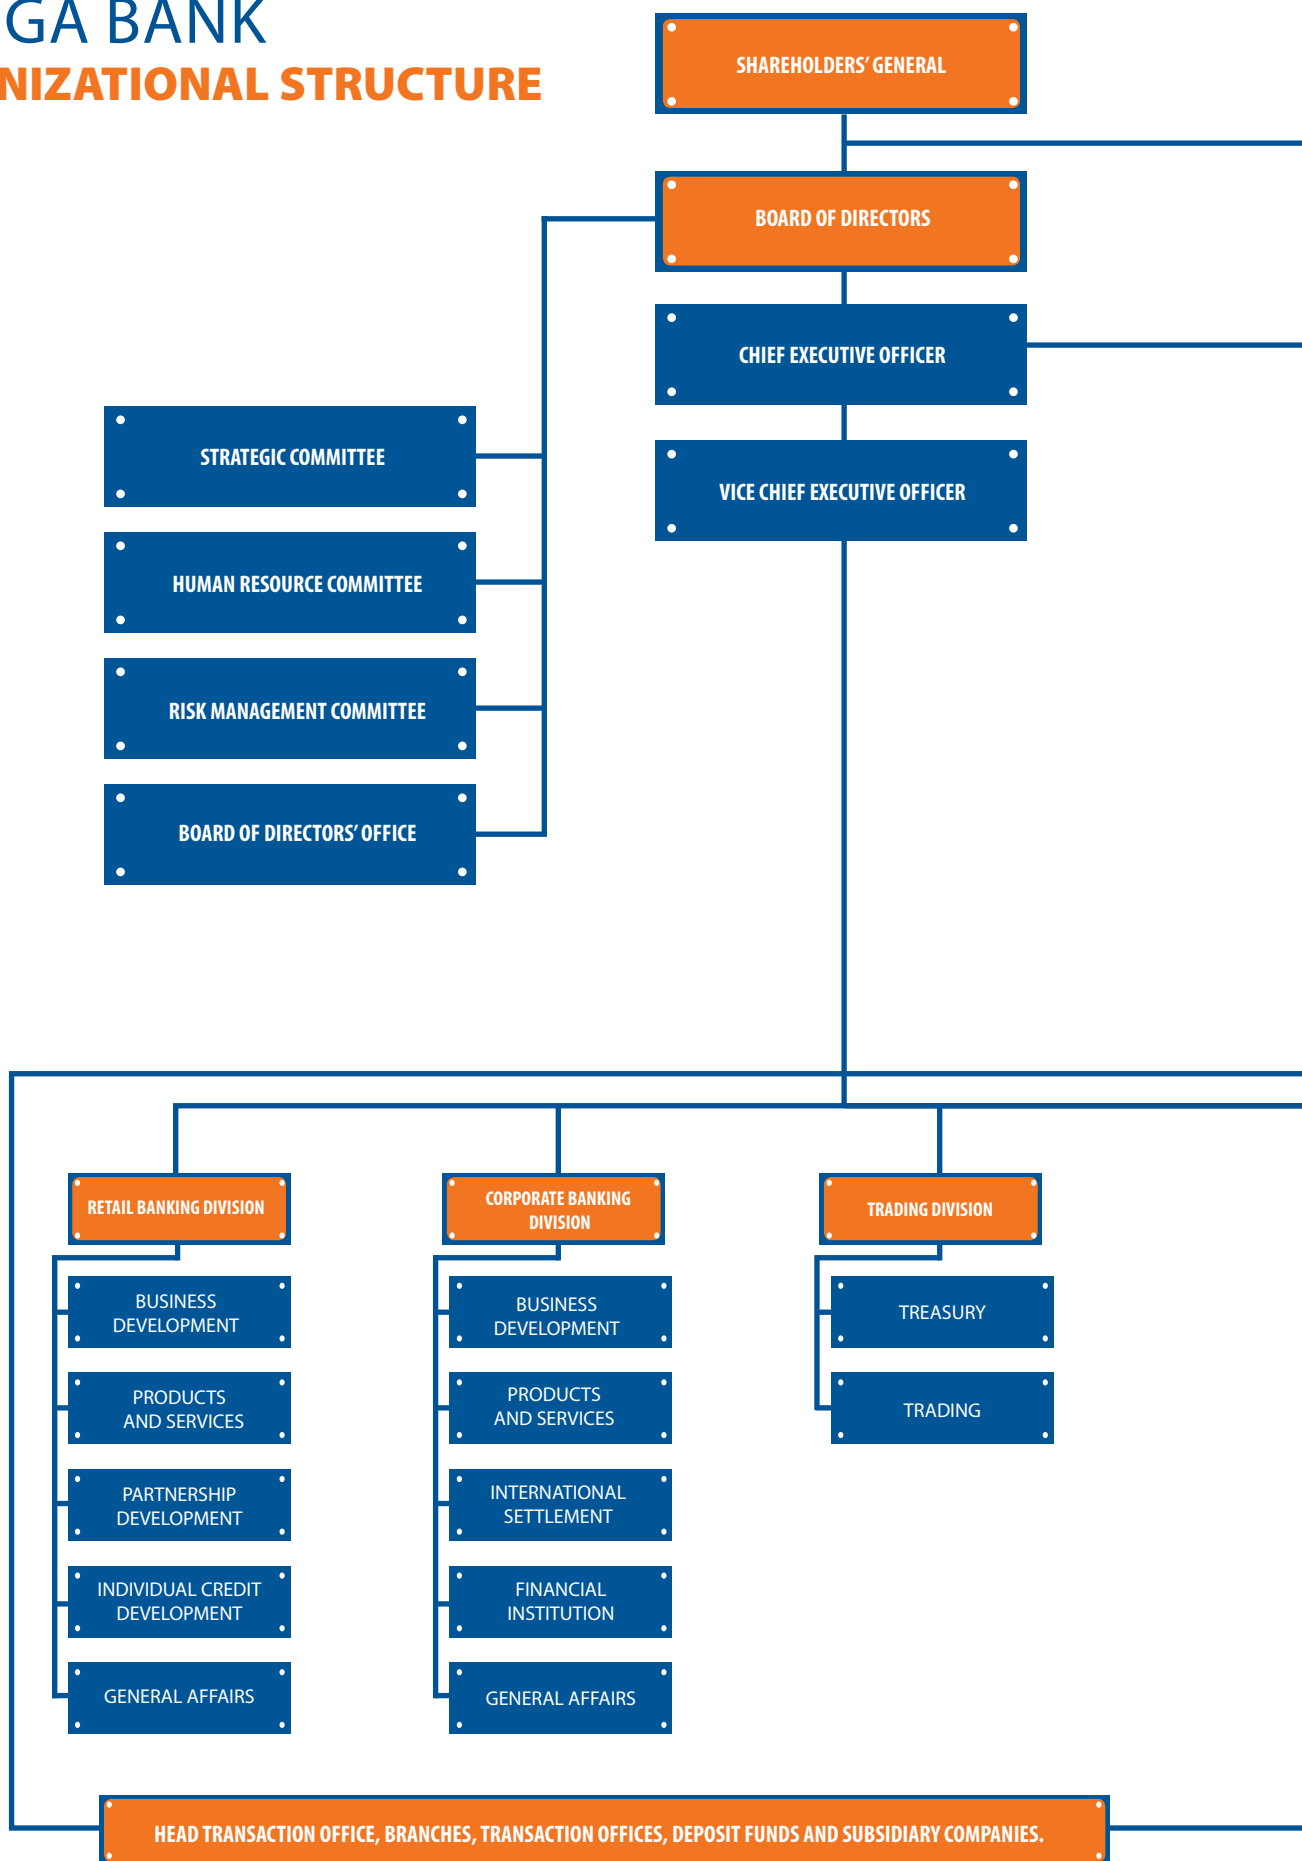 GA BANK
NIZATIONAL STRUCTURE
SHAREHOLDERS' GENERAL
BOARD OF DIRECTORS
CHIEF EXECUTIVE OFFICER
VICE CHIEF EXECUTIVE OFFICER
STRATEGIC COMMITTEE
HUMAN RESOURCE COMMITTEE
RISK MANAGEMENT COMMITTEE
BOARD OF DIRECTORS' OFFICE
RETAIL BANKING DIVISION
BUSINESS
DEVELOPMENT
PRODUCTS
AND SERVICES
PARTNERSHIP
DEVELOPMENT
INDIVIDUAL CREDIT
DEVELOPMENT
GENERAL AFFAIRS
CORPORATE BANKING
DIVISION
BUSINESS
DEVELOPMENT
PRODUCTS
AND SERVICES
INTERNATIONAL
SETTLEMENT
FINANCIAL
INSTITUTION
GENERAL AFFAIRS
TRADING DIVISION
TREASURY
TRADING
HEAD TRANSACTION OFFICE, BRANCHES, TRANSACTION OFFICES, DEPOSIT FUNDS AND SUBSIDIARY COMPANIES.